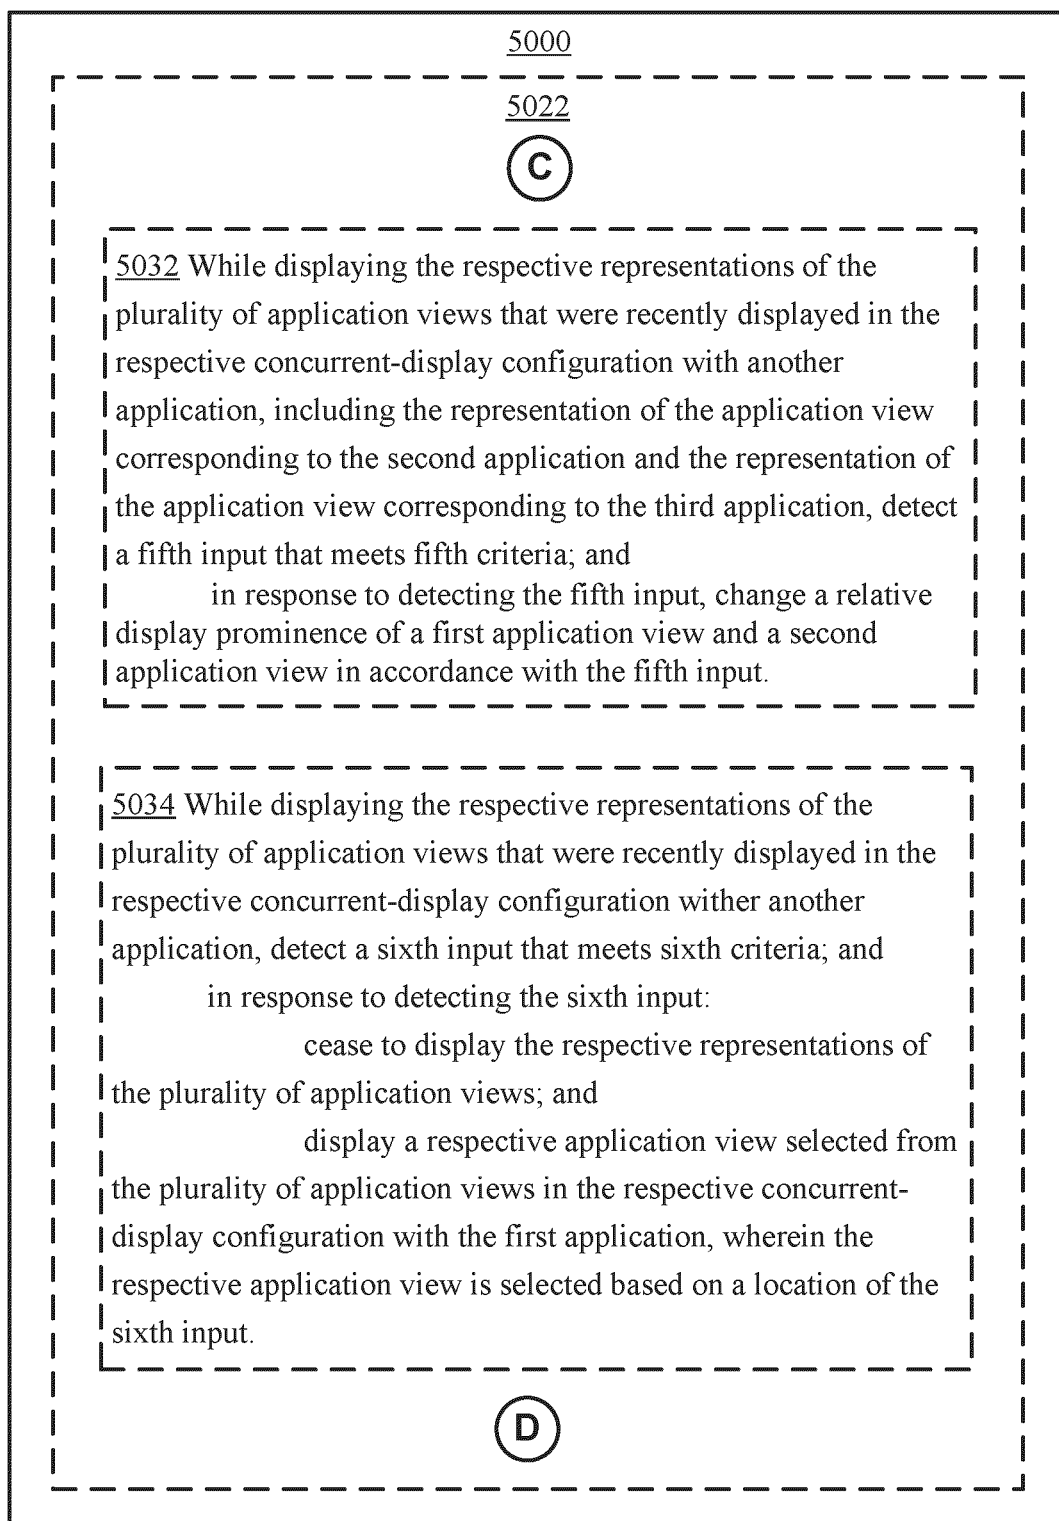 5000
5022
C
5032 While displaying the respective representations of the
plurality of application views that were recently displayed in the
respective concurrent-display configuration with another
application, including the representation of the application view
corresponding to the second application and the representation of
the application view corresponding to the third application, detect
a fifth input that meets fifth criteria; and
in response to detecting the fifth input, change a relative
display prominence of a first application view and a second
application view in accordance with the fifth input.
5034 While displaying the respective representations of the
plurality of application views that were recently displayed in the
respective concurrent-display configuration wither another
application, detect a sixth input that meets sixth criteria; and
in response to detecting the sixth input:
cease to display the respective representations of
the plurality of application views; and
display a respective application view selected from
the plurality of application views in the respective concurrent-
display configuration with the first application, wherein the
respective application view is selected based on a location of the
sixth input.
D